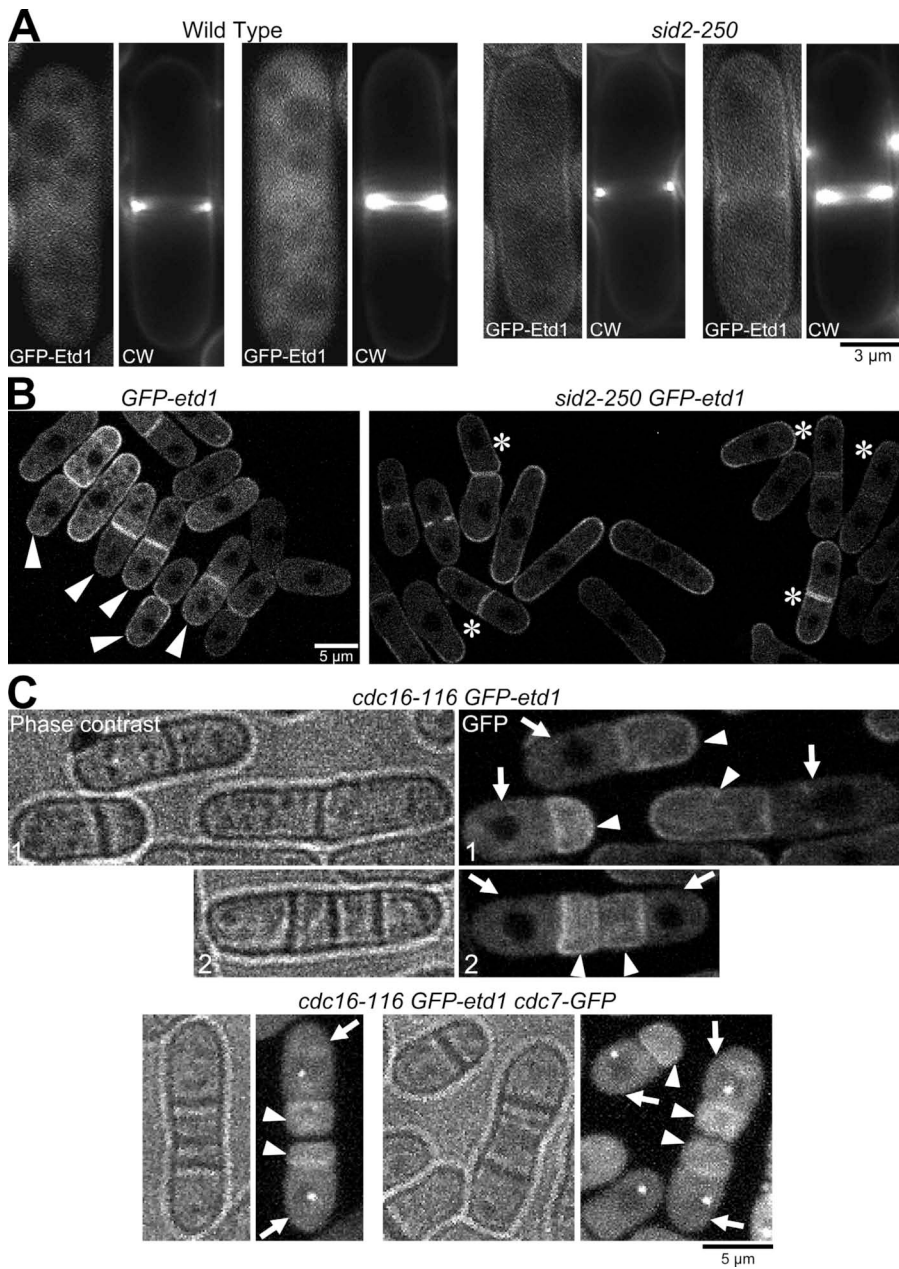 A
Wild Type
sid2-250
GFP-Etd1
CW
GFP-Etd1
CW
GFP-Etd1
CW
GFP-Etd1
CW
3 µm
B
GFP-etd1
sid2-250 GFP-etd1
*
*
*
*
*
5 µm
C
cdc16-116 GFP-etd1
Phase contrast
GFP
1
1
2
2
cdc16-116 GFP-etd1 cdc7-GFP
5 µm